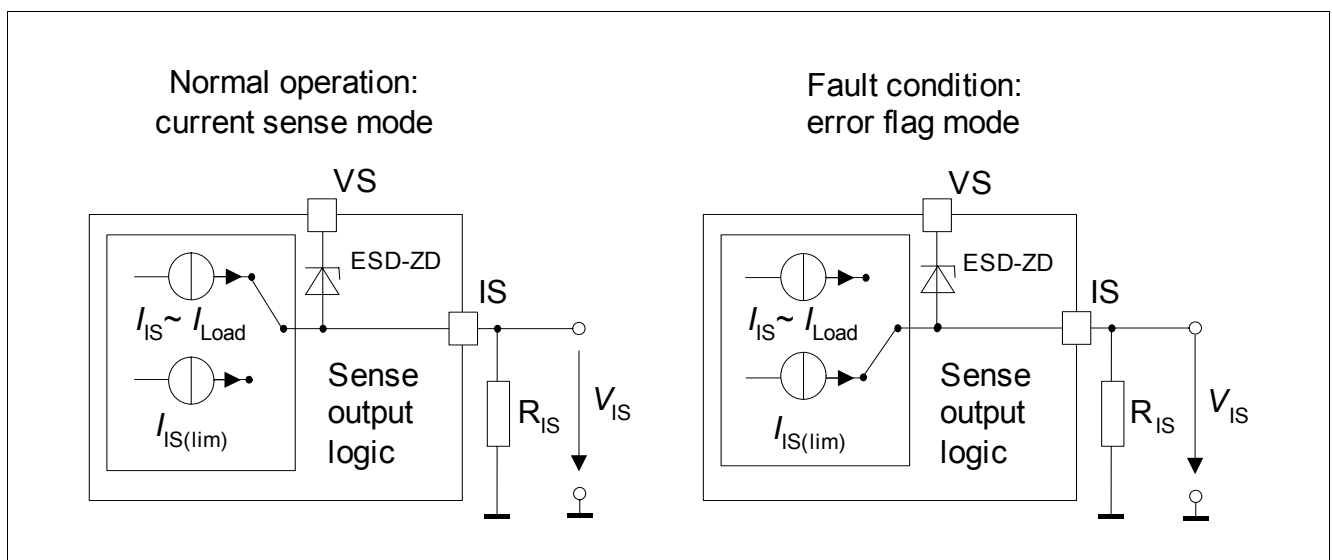 Normal operation:
current sense mode
VS
ESD-ZD
IS
IIS~ ILoad
IIS(lim)
Sense
output
logic
RIS
VIS
Fault condition:
error flag mode
VS
ESD-ZD
IS
IIS~ ILoad
IIS(lim)
Sense
output
logic
RIS
VIS